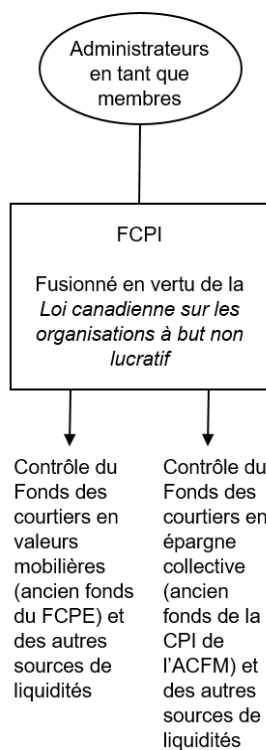 Administrateurs
en tant que
membres
FCPI
Fusionné en vertu de la
Loi canadienne sur les
organisations à but non
lucratif
Contrôle du
Fonds des
courtiers en
valeurs
mobilières
(ancien fonds
du FCPE) et
des autres
sources de
liquidités
Contrôle du
Fonds des
courtiers en
épargne
collective
(ancien
fonds de la
CPI de
l'ACFM) et
des autres
sources de
liquidités